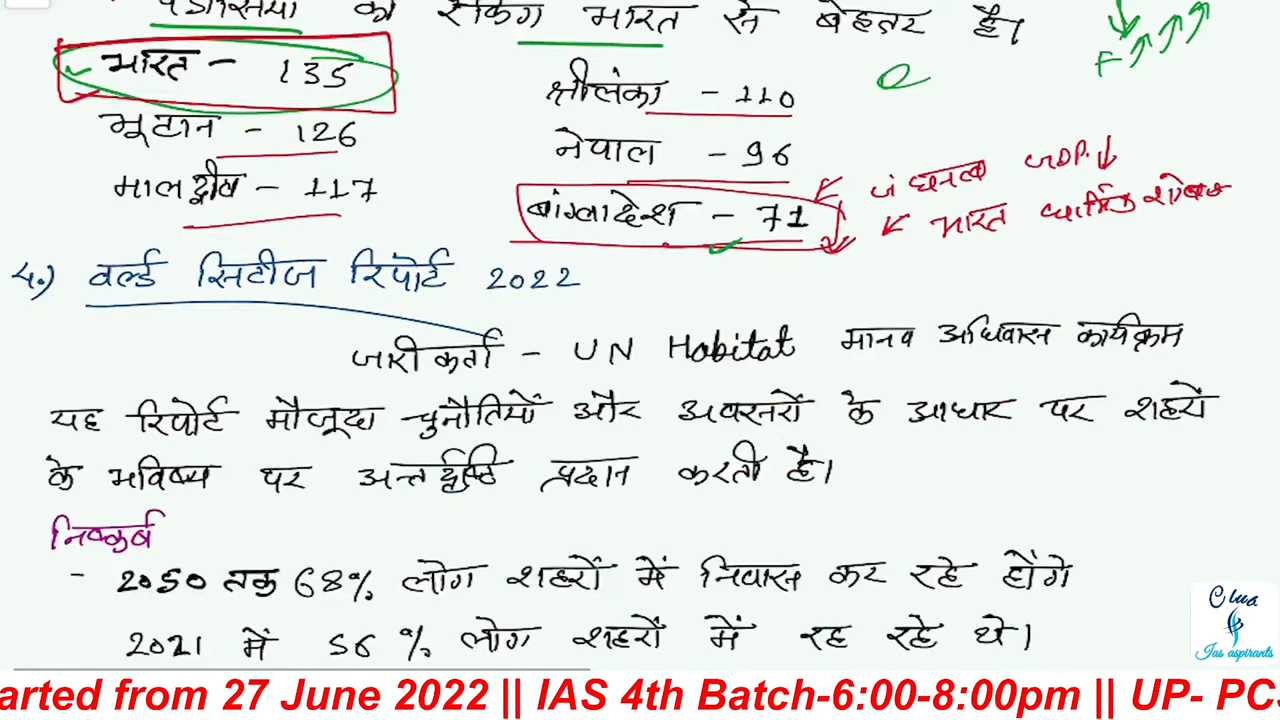 पड़ोसियों की रैंकिंग भारत से बेहतर है।
भारत - 135
श्रीलंका - 110
भूटान - 126
नेपाल - 96
मालद्वीव - 117
बांग्लादेश - 71
जं घनत्व GDP↓
भारत धार्मिक
4.) वर्ल्ड सिटीज रिपोर्ट 2022
जारीकर्ता - UN Habitat मानव अधिवास कार्यक्रम
यह रिपोर्ट मौजूदा चुनौतियों और अवसरों के आधार पर शहरों
के भविष्य पर अन्तर्दृष्टि प्रदान करती है।
निष्कर्ष
- 2050 तक 68% लोग शहरों में निवास कर रहे होंगे
2021 में 56 % लोग शहरों में रह रहे थे।
Ias aspirants
arted from 27 June 2022 || IAS 4th Batch-6:00-8:00pm || UP- PCS